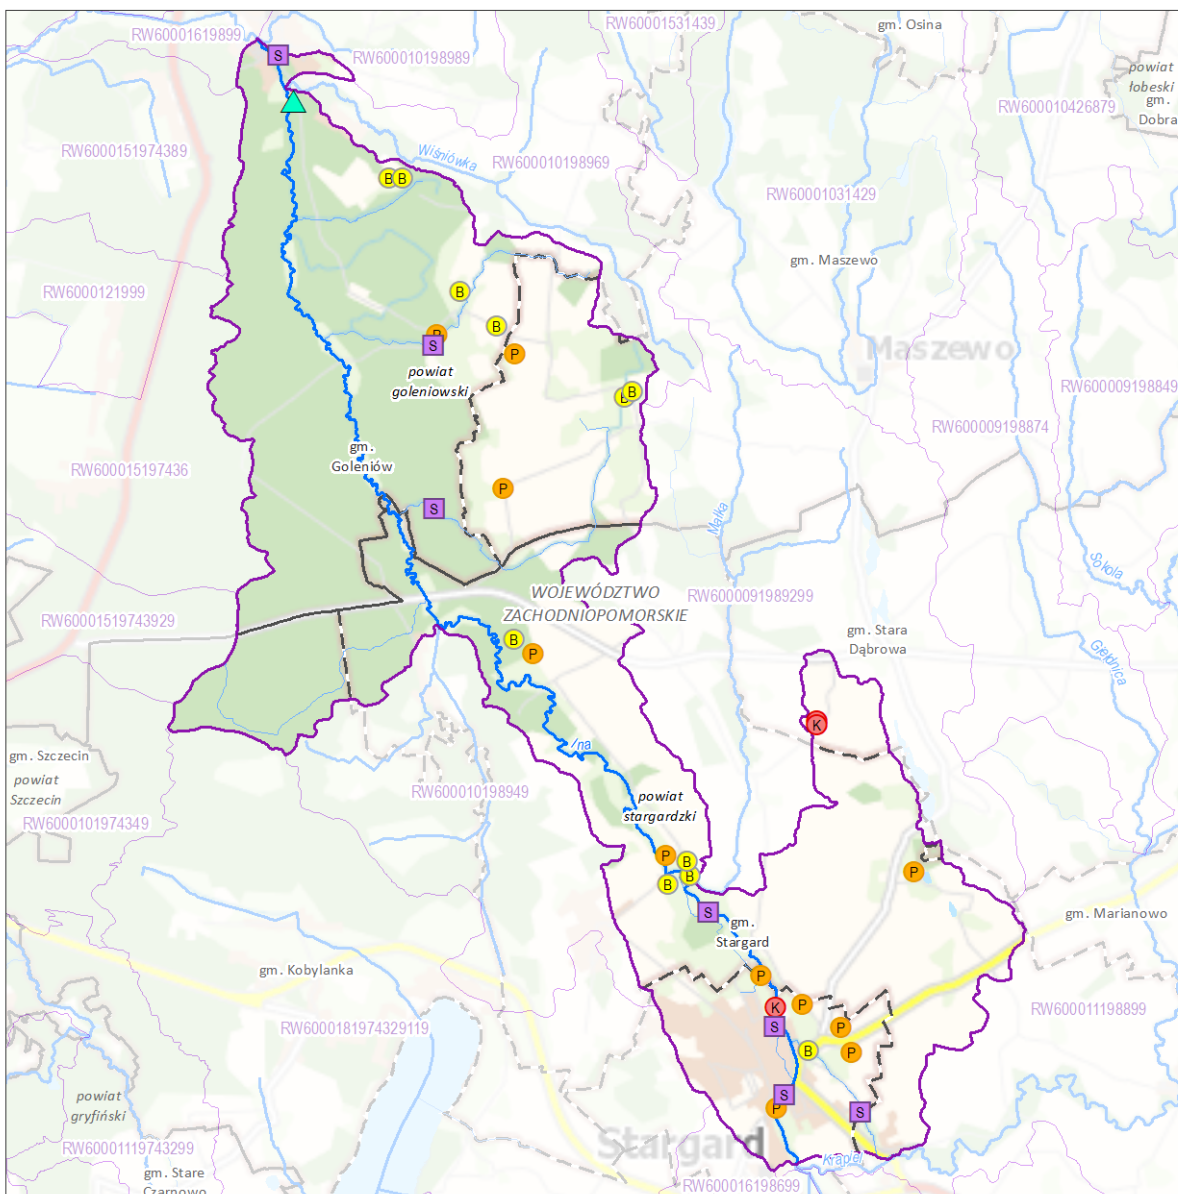 gm. Osina
RW60001531439
RW60001619899
S
RW600010198989
powiat
łobeski
gm.
Dobra
RW600010426879
RW6000151974389
Wiśniówka
RW600010198969
B B
RW60001031429
gm. Maszewo
RW6000121999
B
B
P
S
P
Maszewo
powiat
goleniowski
B
B
RW600009198849
RW600009198874
gm.
Goleniów
RW600015197436
P
S
Małka
Sokola
WOJEWÓDZTWO
ZACHODNIOPOMORSKIE
RW6000091989299
RW60001519743929
gm. Stara
Dąbrowa
B
P
Giełdnica
K
Ina
gm. Szczecin
powiat
Szczecin
RW600010198949
powiat
stargardzki
RW6000101974349
P
B
B
B
P
S
gm.
Stargard
gm. Marianowo
gm. Kobylanka
P
K
P
S
P
RW600011198899
RW6000181974329119
B
P
powiat
gryfiński
S
P
S
Stargard
RW60001119743299
Krąpiel
gm. Stare
Czarnowo
RW600016198699